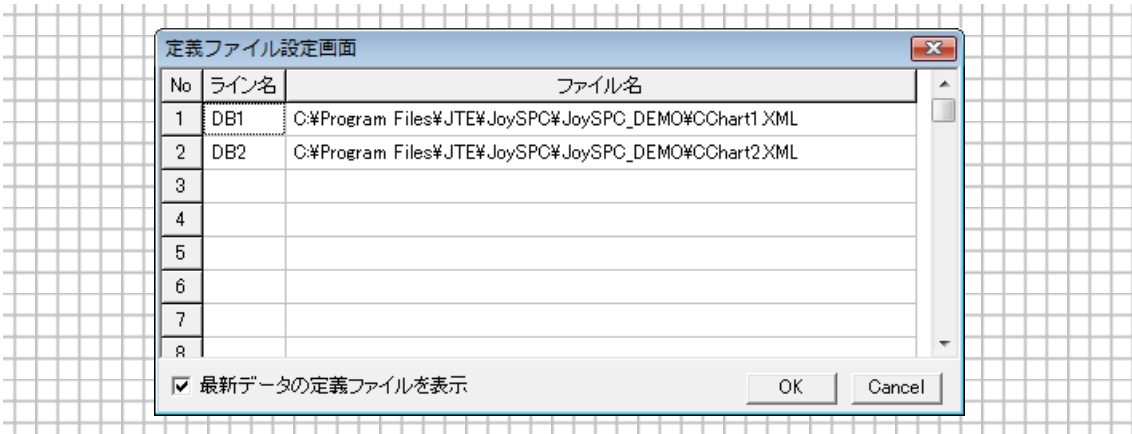 定義ファイル設定画面
No ライン名 ファイル名
1 DB1 C:¥Program Files¥JTE¥JoySPC¥JoySPC_DEMO¥CChart1.XML
2 DB2 C:¥Program Files¥JTE¥JoySPC¥JoySPC_DEMO¥CChart2.XML
3
4
5
6
7
8
最新データの定義ファイルを表示 OK Cancel